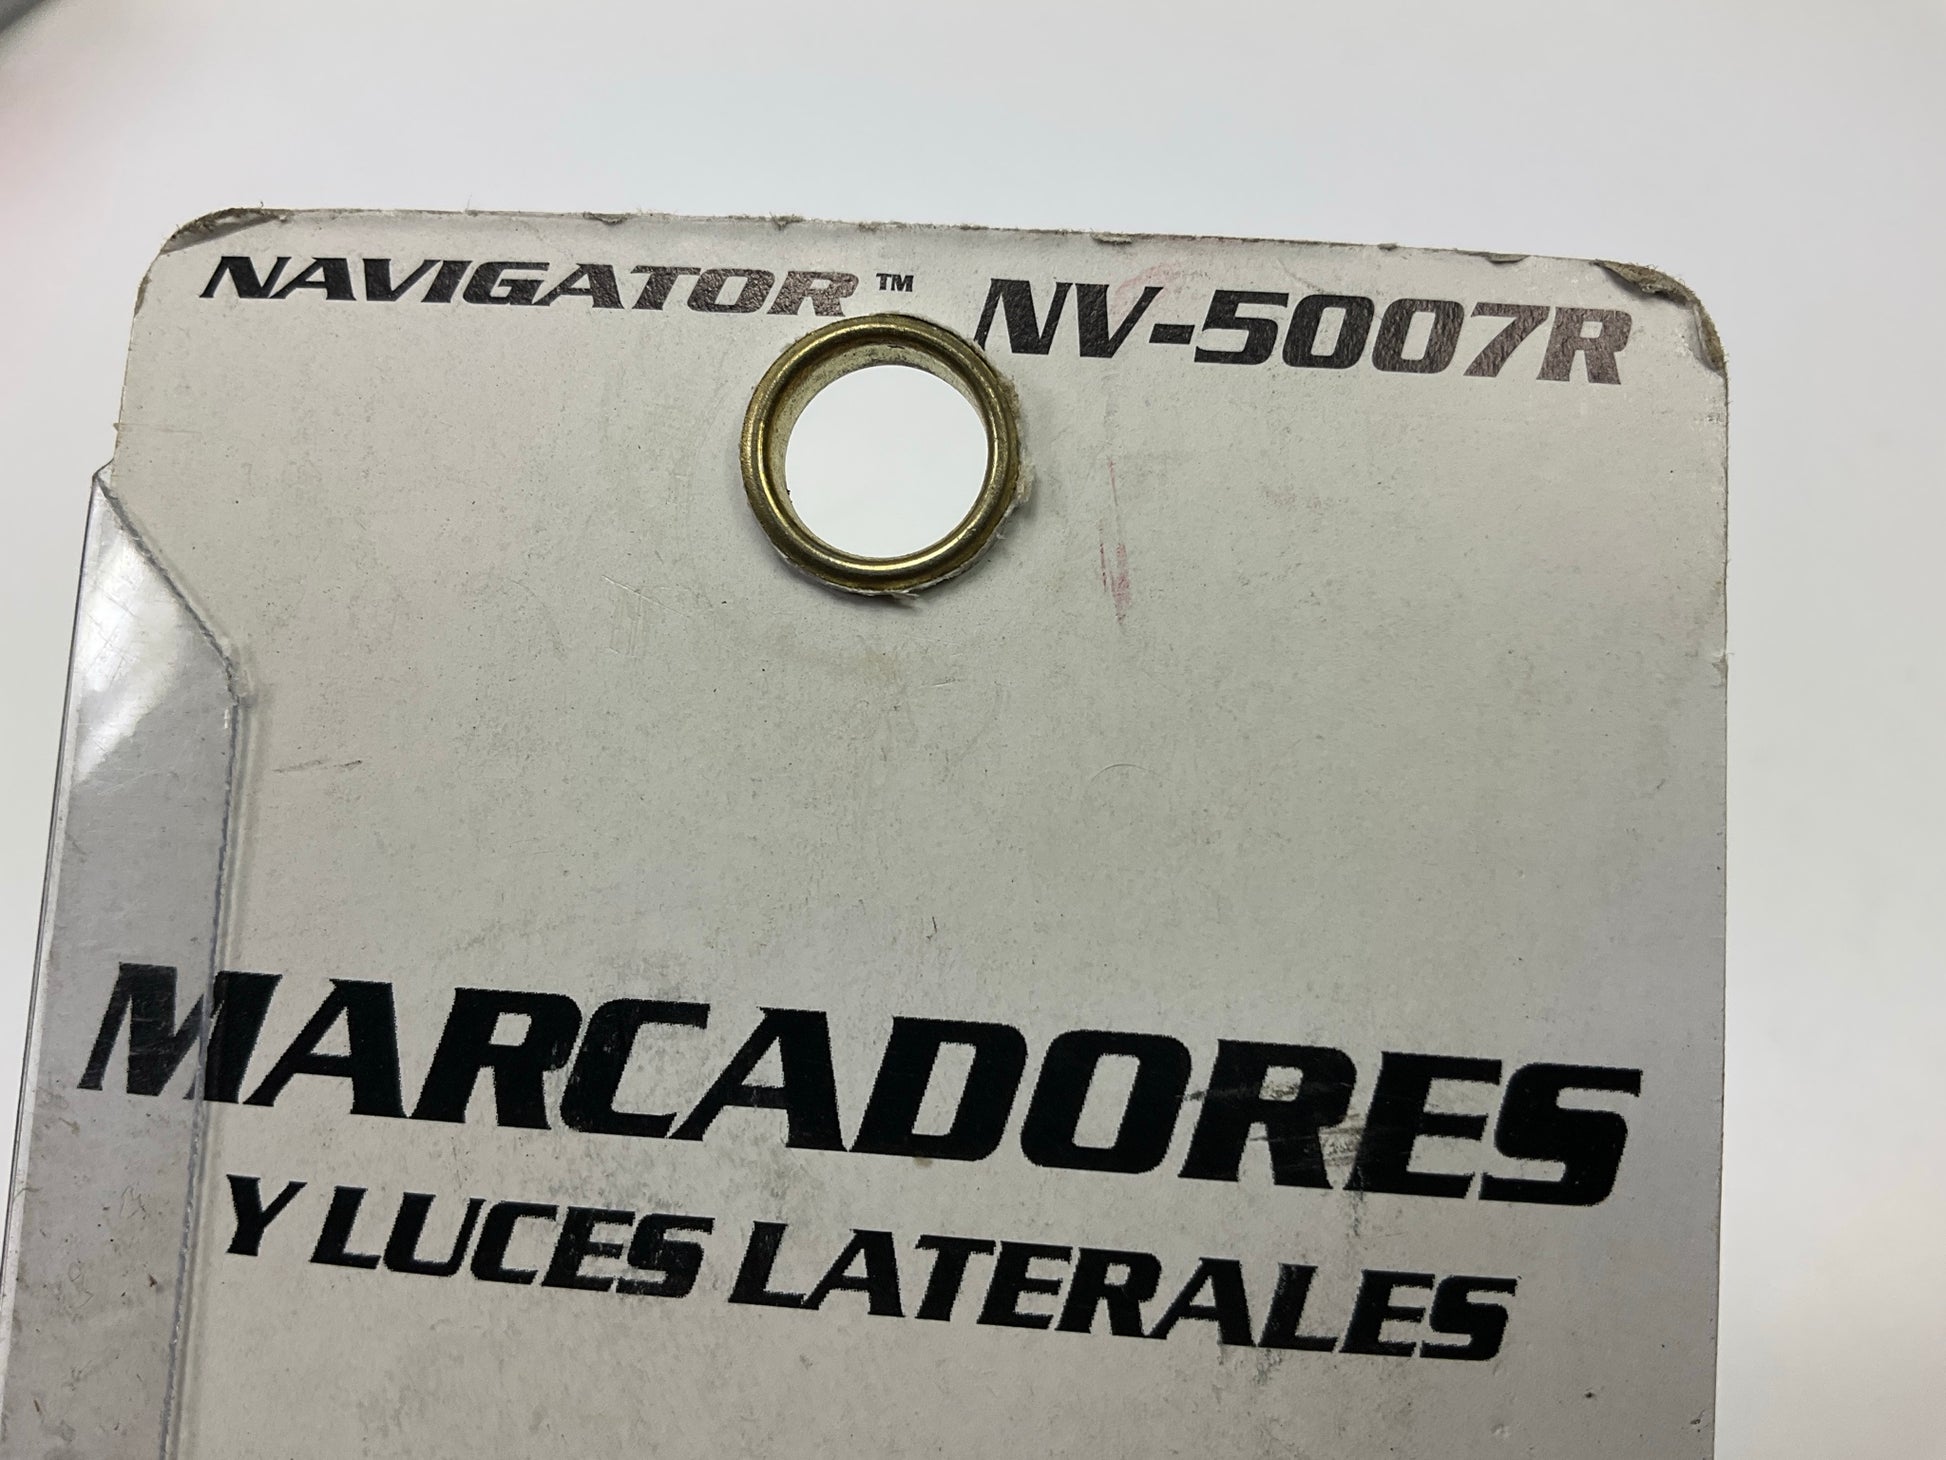 NAVIGATOR™ NV-5007R
MARCADORES
Y LUCES LATERALES